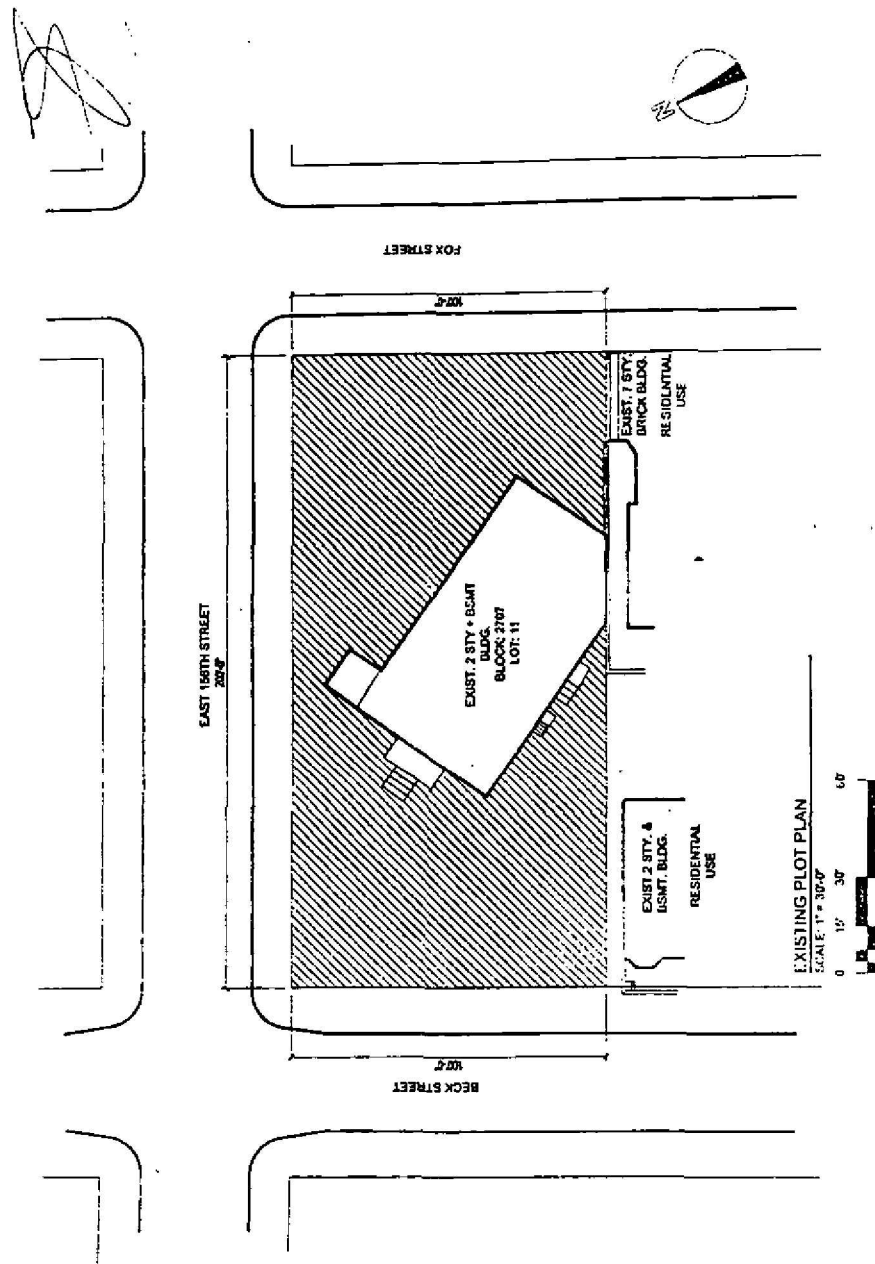 N
FOX STREET
100'-0"
EAST 156TH STREET
200'-0"
EXIST. 7 STY.
BRICK BLDG.
RESIDENTIAL
USE
EXIST. 2 STY + BSMT
BLDG.
BLOCK: 2707
LOT: 11
EXIST 2 STY. &
BSMT. BLDG.
RESIDENTIAL
USE
100'-0"
BECK STREET
EXISTING PLOT PLAN
SCALE: 1" = 30'-0"
0 15' 30' 60'